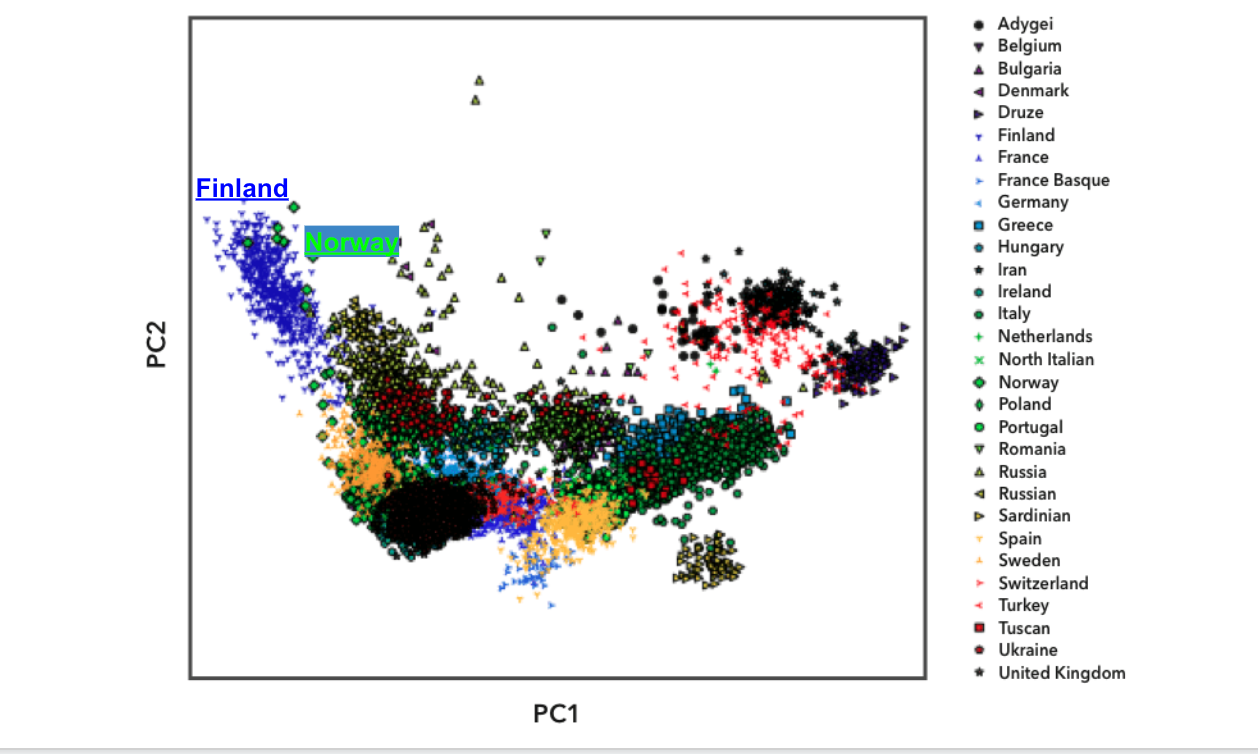 Finland
Norway
PC2
PC1
Adygei
Belgium
Bulgaria
Denmark
Druze
Finland
France
France Basque
Germany
Greece
Hungary
Iran
Ireland
Italy
Netherlands
North Italian
Norway
Poland
Portugal
Romania
Russia
Russian
Sardinian
Spain
Sweden
Switzerland
Turkey
Tuscan
Ukraine
United Kingdom